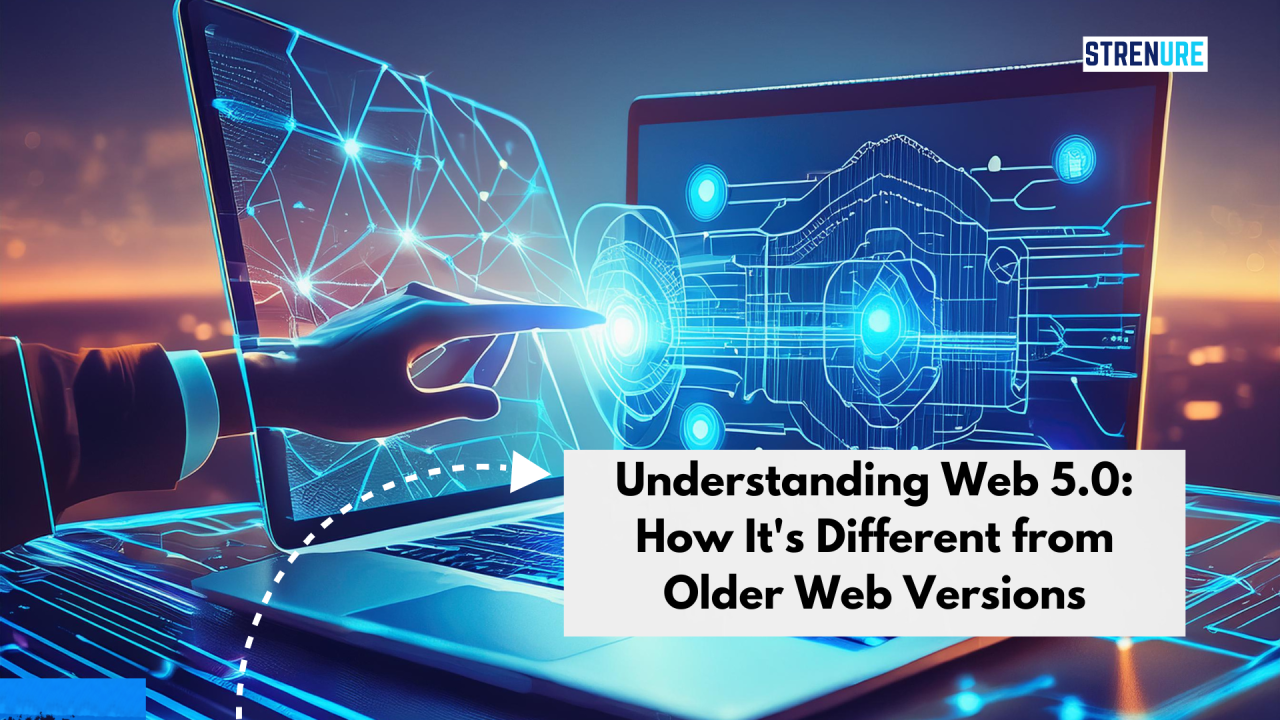 STRENURE
Understanding Web 5.0:
How It's Different from
Older Web Versions